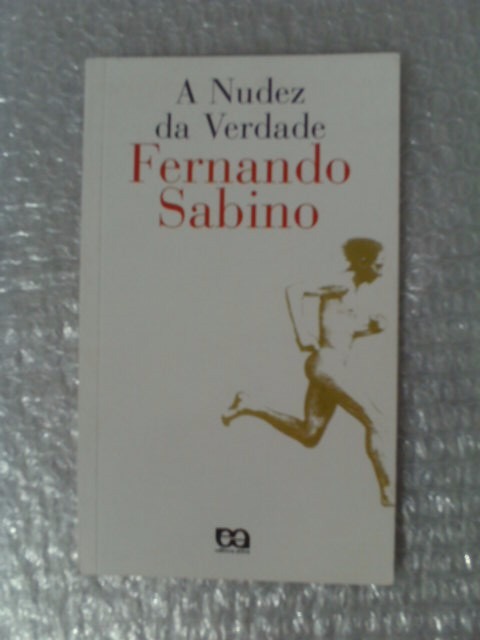 A Nudez
da Verdade
Fernando
Sabino